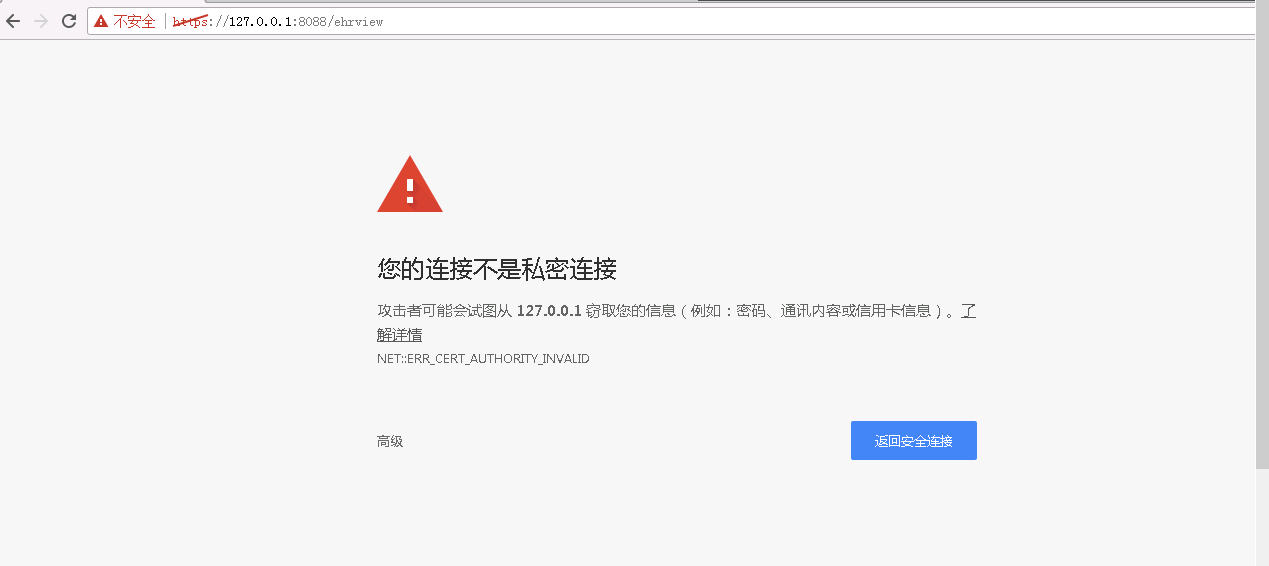 不安全 https://127.0.0.1:8088/ehrview
您的连接不是私密连接
攻击者可能会试图从 127.0.0.1 窃取您的信息（例如：密码、通讯内容或信用卡信息）。了
解详情
NET::ERR_CERT_AUTHORITY_INVALID
高级
返回安全连接